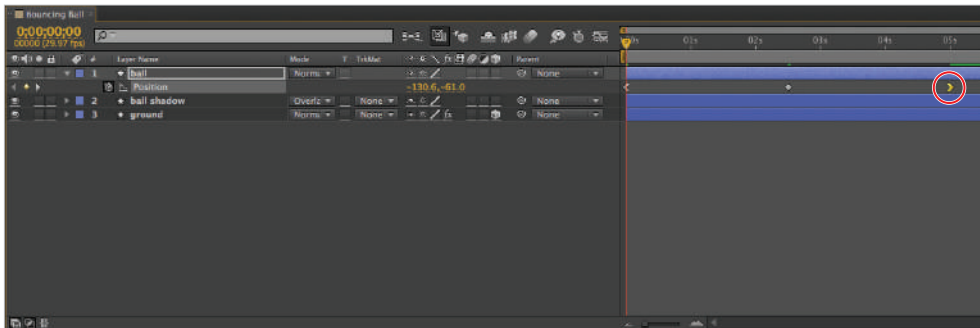 Bouncing Ball
0;00;00;00
00000 (29.97 fps)
00s 01s 02s 03s 04s 05s
# Layer Name Mode T TrkMat Parent
1 ball Norma None
Position -130.6,-61.0
2 ball shadow Overla None None
3 ground Norma None None